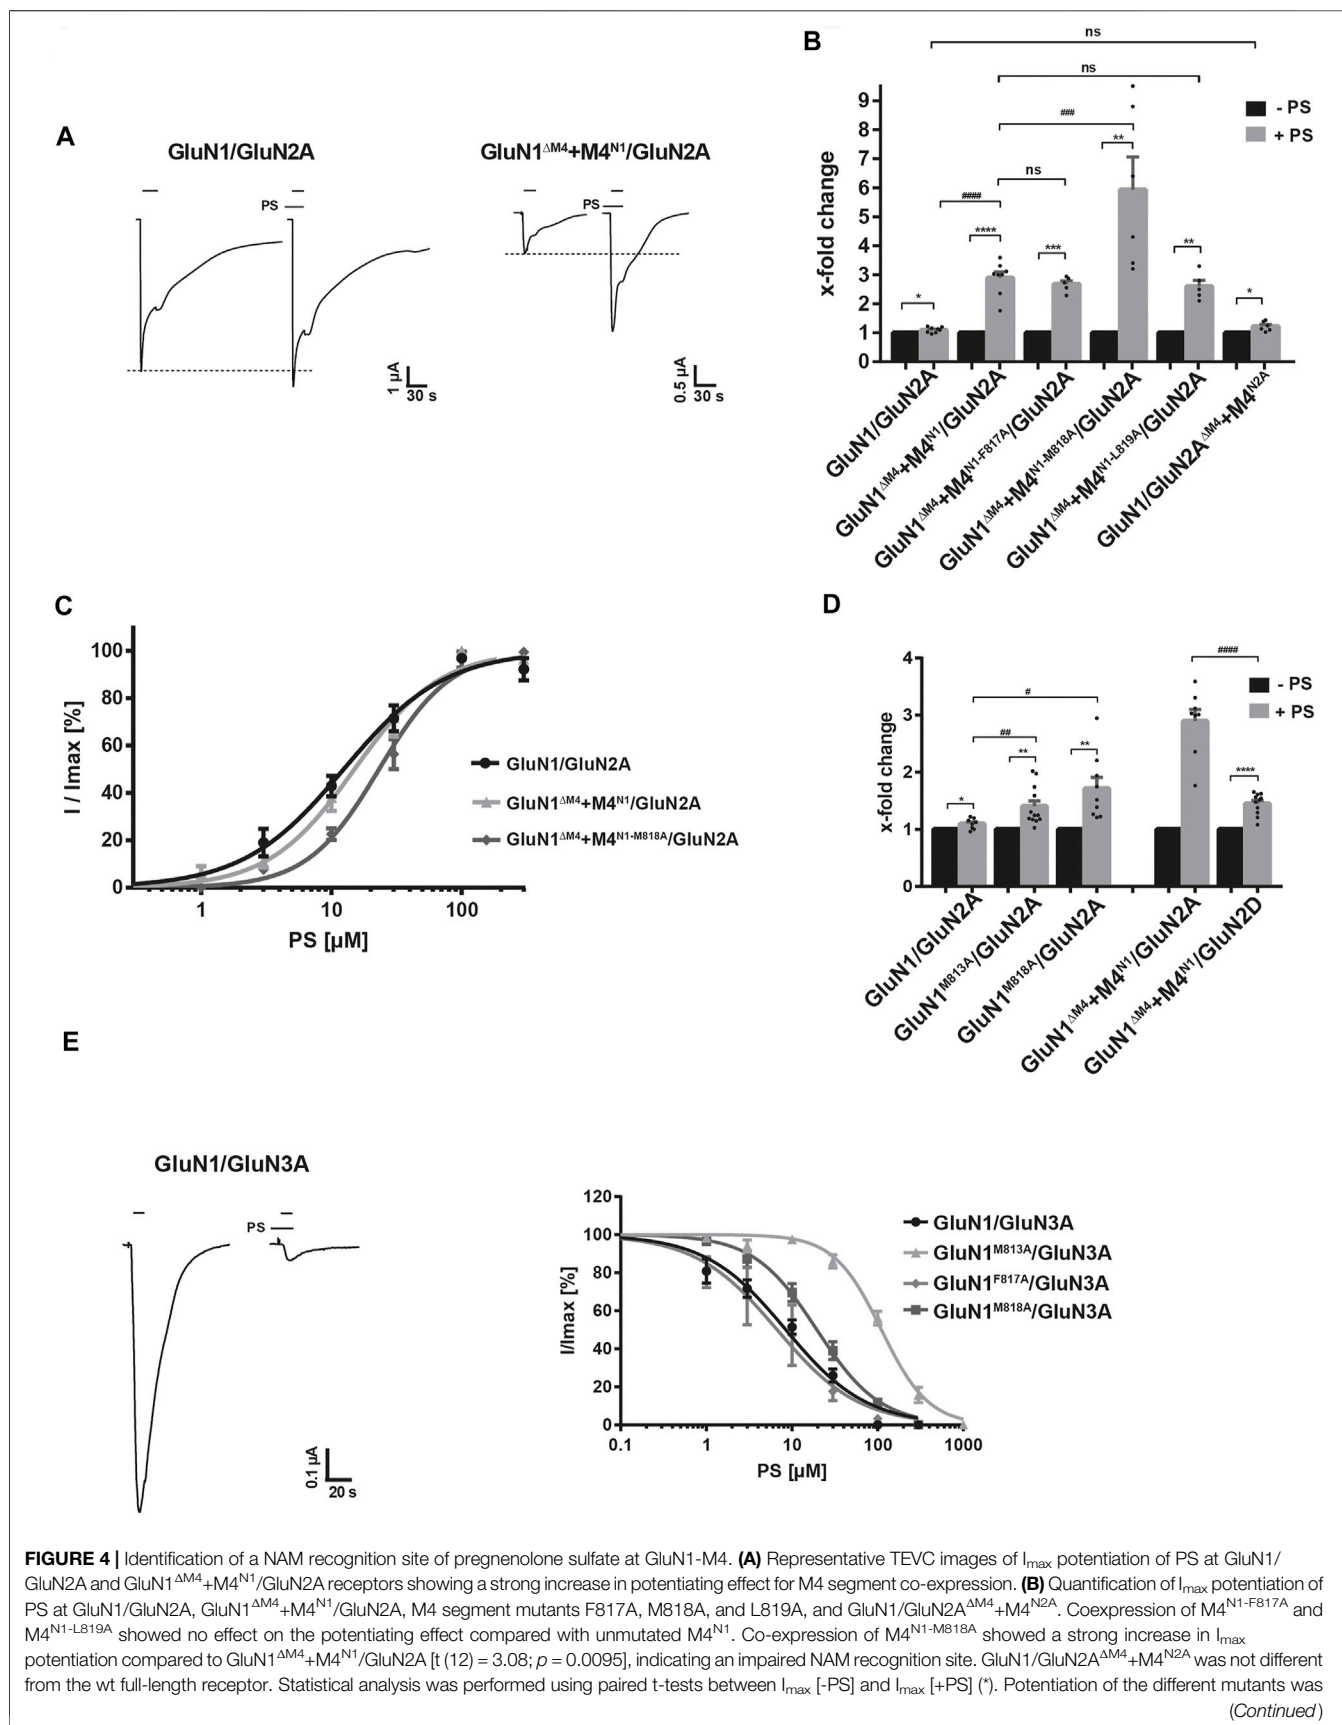 A
GluN1/GluN2A
GluN1ΔM4+M4N1/GluN2A
PS
PS
1 µA
30 s
0.5 µA
30 s
B
ns
ns
###
**
ns
####
****
***
**
*
*
- PS
+ PS
x-fold change
9
8
7
6
5
4
3
2
1
0
GluN1/GluN2A
GluN1ΔM4+M4N1/GluN2A
GluN1ΔM4+M4N1-F817A/GluN2A
GluN1ΔM4+M4N1-M818A/GluN2A
GluN1ΔM4+M4N1-L819A/GluN2A
GluN1/GluN2AΔM4+M4N2A
C
I / Imax [%]
100
80
60
40
20
0
1
10
100
PS [µM]
GluN1/GluN2A
GluN1ΔM4+M4N1/GluN2A
GluN1ΔM4+M4N1-M818A/GluN2A
D
####
#
##
**
**
*
****
- PS
+ PS
x-fold change
4
3
2
1
0
GluN1/GluN2A
GluN1M813A/GluN2A
GluN1M818A/GluN2A
GluN1ΔM4+M4N1/GluN2A
GluN1ΔM4+M4N1/GluN2D
E
GluN1/GluN3A
PS
0.1 µA
20 s
I/Imax [%]
120
100
80
60
40
20
0
0.1
1
10
100
1000
PS [µM]
GluN1/GluN3A
GluN1M813A/GluN3A
GluN1F817A/GluN3A
GluN1M818A/GluN3A
FIGURE 4 | Identification of a NAM recognition site of pregnenolone sulfate at GluN1-M4. (A) Representative TEVC images of Imax potentiation of PS at GluN1/
GluN2A and GluN1ΔM4+M4N1/GluN2A receptors showing a strong increase in potentiating effect for M4 segment co-expression. (B) Quantification of Imax potentiation of
PS at GluN1/GluN2A, GluN1ΔM4+M4N1/GluN2A, M4 segment mutants F817A, M818A, and L819A, and GluN1/GluN2AΔM4+M4N2A. Coexpression of M4N1-F817A and
M4N1-L819A showed no effect on the potentiating effect compared with unmutated M4N1. Co-expression of M4N1-M818A showed a strong increase in Imax
potentiation compared to GluN1ΔM4+M4N1/GluN2A [t (12) = 3.08; p = 0.0095], indicating an impaired NAM recognition site. GluN1/GluN2AΔM4+M4N2A was not different
from the wt full-length receptor. Statistical analysis was performed using paired t-tests between Imax [-PS] and Imax [+PS] (*). Potentiation of the different mutants was
(Continued)